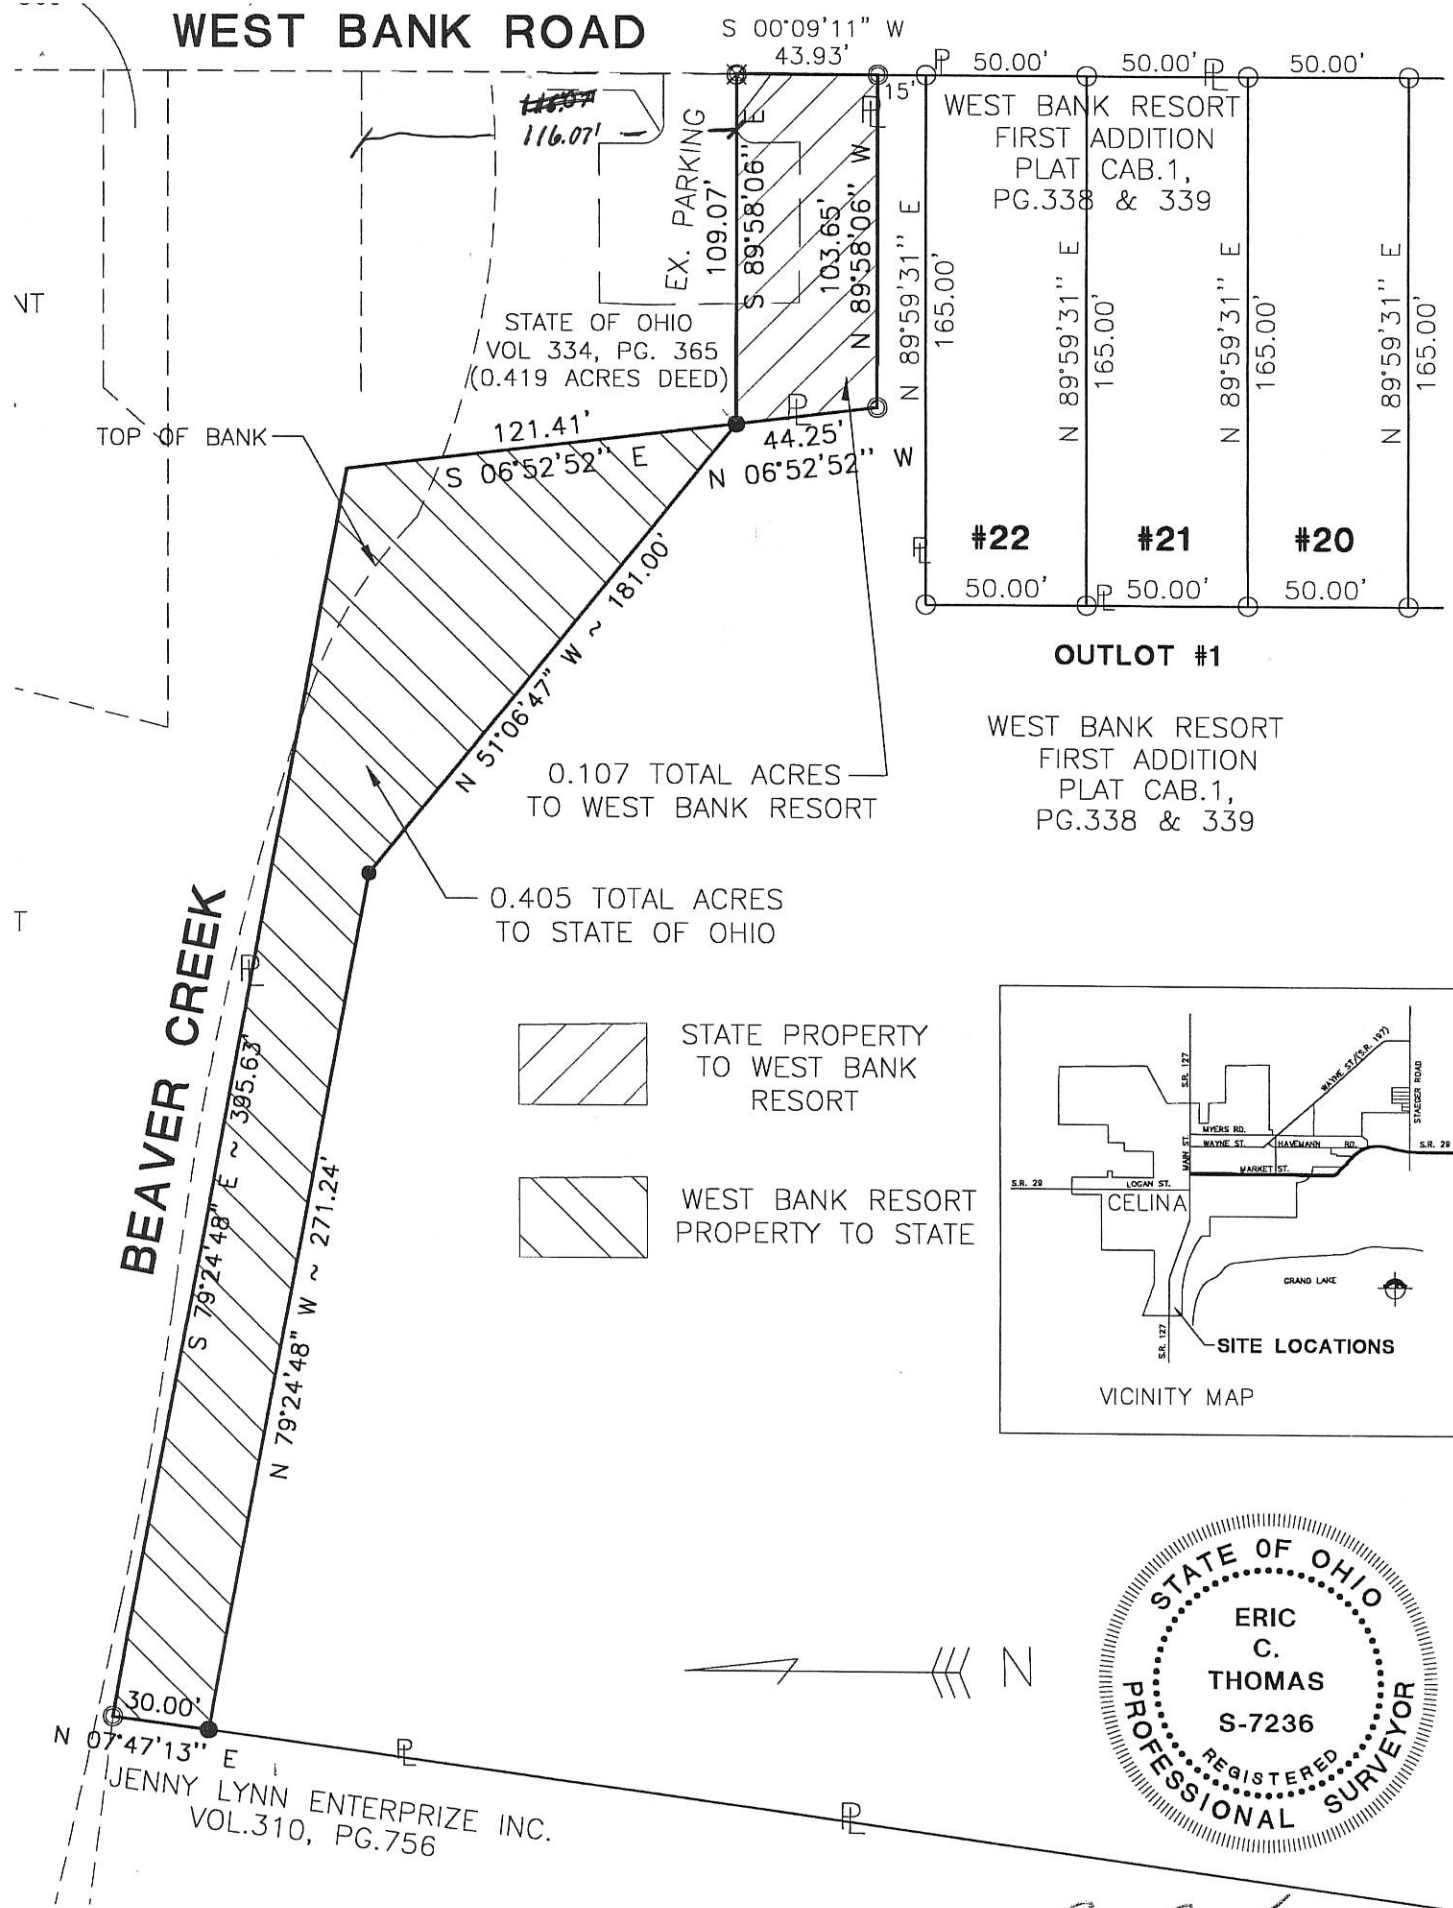 WEST BANK ROAD
S 00°09'11" W
43.93'
15'
50.00'
50.00'
50.00'
116.07'
EX. PARKING
109.07'
S 89°58'06" E
103.65'
N 89°58'06" W
N 89°59'31" E
165.00'
WEST BANK RESORT
FIRST ADDITION
PLAT CAB.1,
PG.338 & 339
N 89°59'31" E
165.00'
N 89°59'31" E
165.00'
N 89°59'31" E
165.00'
NT
STATE OF OHIO
VOL 334, PG. 365
(0.419 ACRES DEED)
TOP OF BANK
121.41'
S 06°52'52" E
44.25'
N 06°52'52" W
#22
#21
#20
50.00'
50.00'
50.00'
OUTLOT #1
N 51°06'47" W ~ 181.00'
WEST BANK RESORT
FIRST ADDITION
PLAT CAB.1,
PG.338 & 339
0.107 TOTAL ACRES
TO WEST BANK RESORT
0.405 TOTAL ACRES
TO STATE OF OHIO
T
BEAVER CREEK
S 79°24'48" E ~ 395.63'
N 79°24'48" W ~ 271.24'
STATE PROPERTY
TO WEST BANK
RESORT
WEST BANK RESORT
PROPERTY TO STATE
S.R. 127
WAYNE ST/(S.R. 197)
STAEGER ROAD
MYERS RD.
WAYNE ST.
HAVEMANN RD.
S.R. 29
MAIN ST.
MARKET ST.
S.R. 29
LOGAN ST.
CELINA
GRAND LAKE
S.R. 127
SITE LOCATIONS
VICINITY MAP
N
STATE OF OHIO
ERIC
C.
THOMAS
S-7236
REGISTERED
PROFESSIONAL SURVEYOR
30.00'
N 07°47'13" E
JENNY LYNN ENTERPRIZE INC.
VOL.310, PG.756